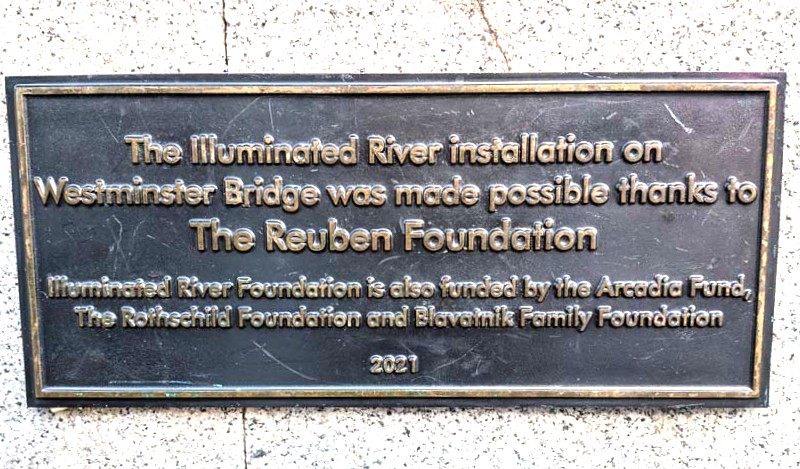 The Illuminated River installation on
Westminster Bridge was made possible thanks to
The Reuben Foundation
Illuminated River Foundation is also funded by the Arcadia Fund,
The Rothschild Foundation and Blavatnik Family Foundation
2021